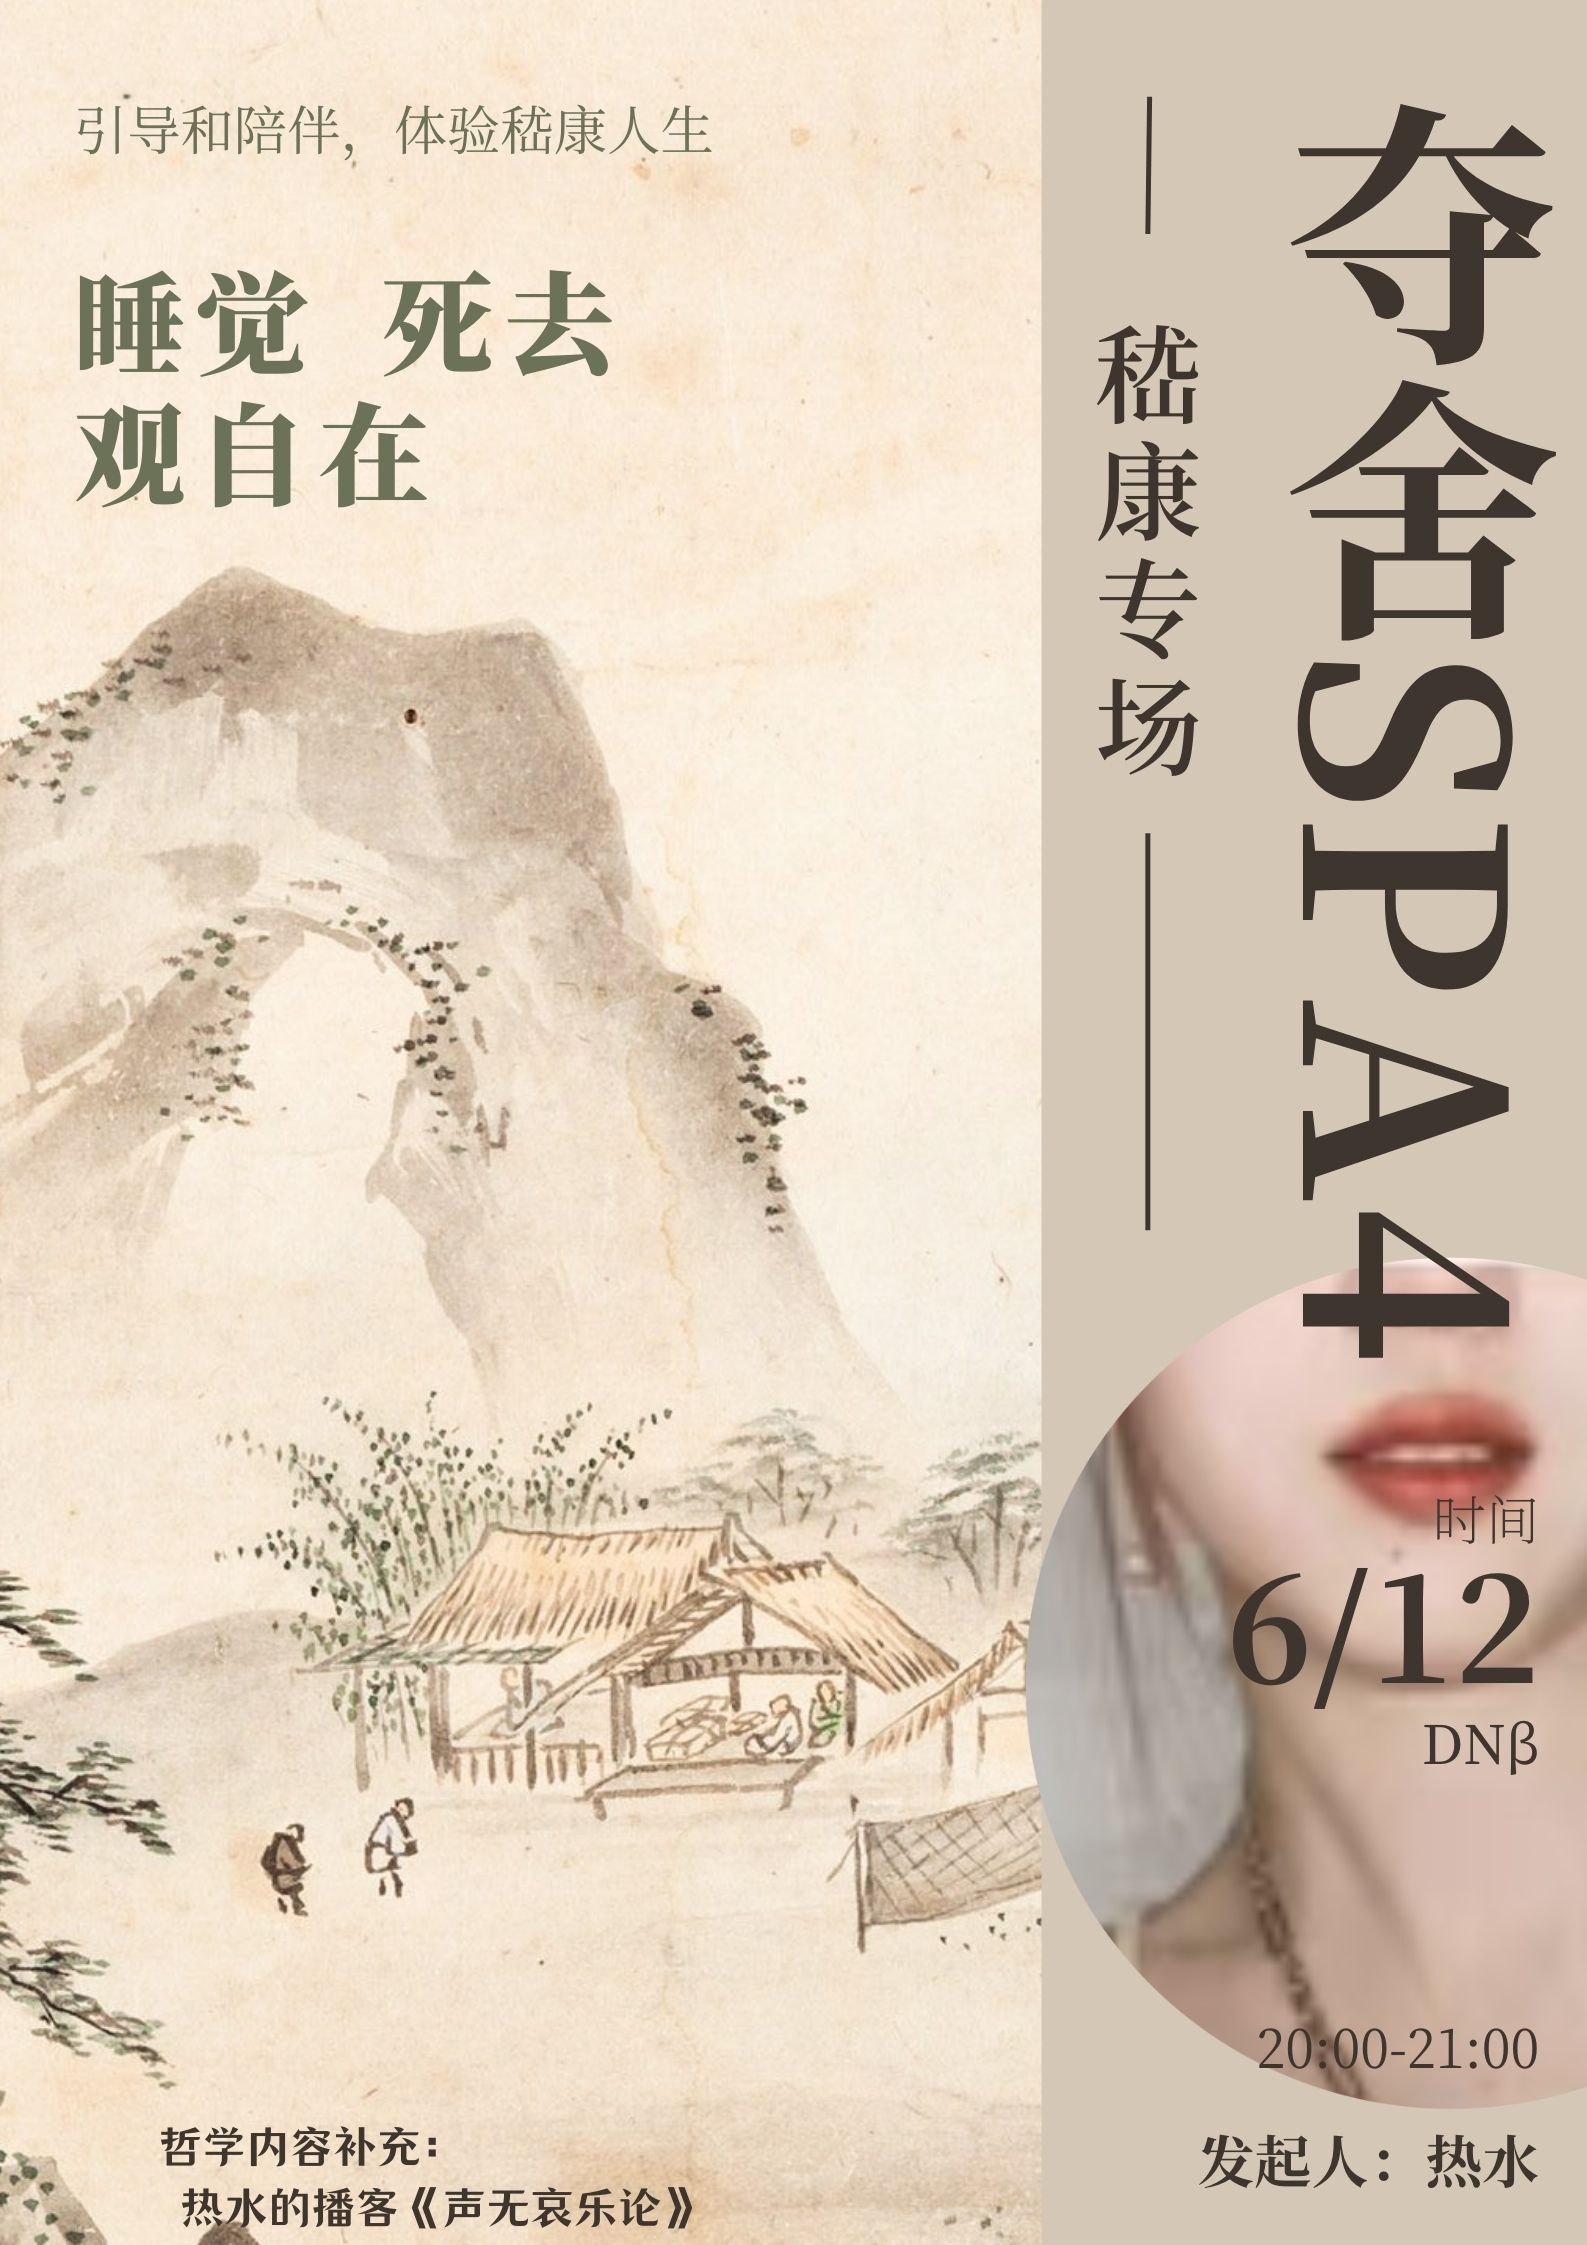 引导和陪伴，体验嵇康人生
睡觉 死去
观自在
夺舍SPA4
嵇康专场
时间
6/12
DNβ
20:00-21:00
发起人：热水
哲学内容补充：
热水的播客《声无哀乐论》